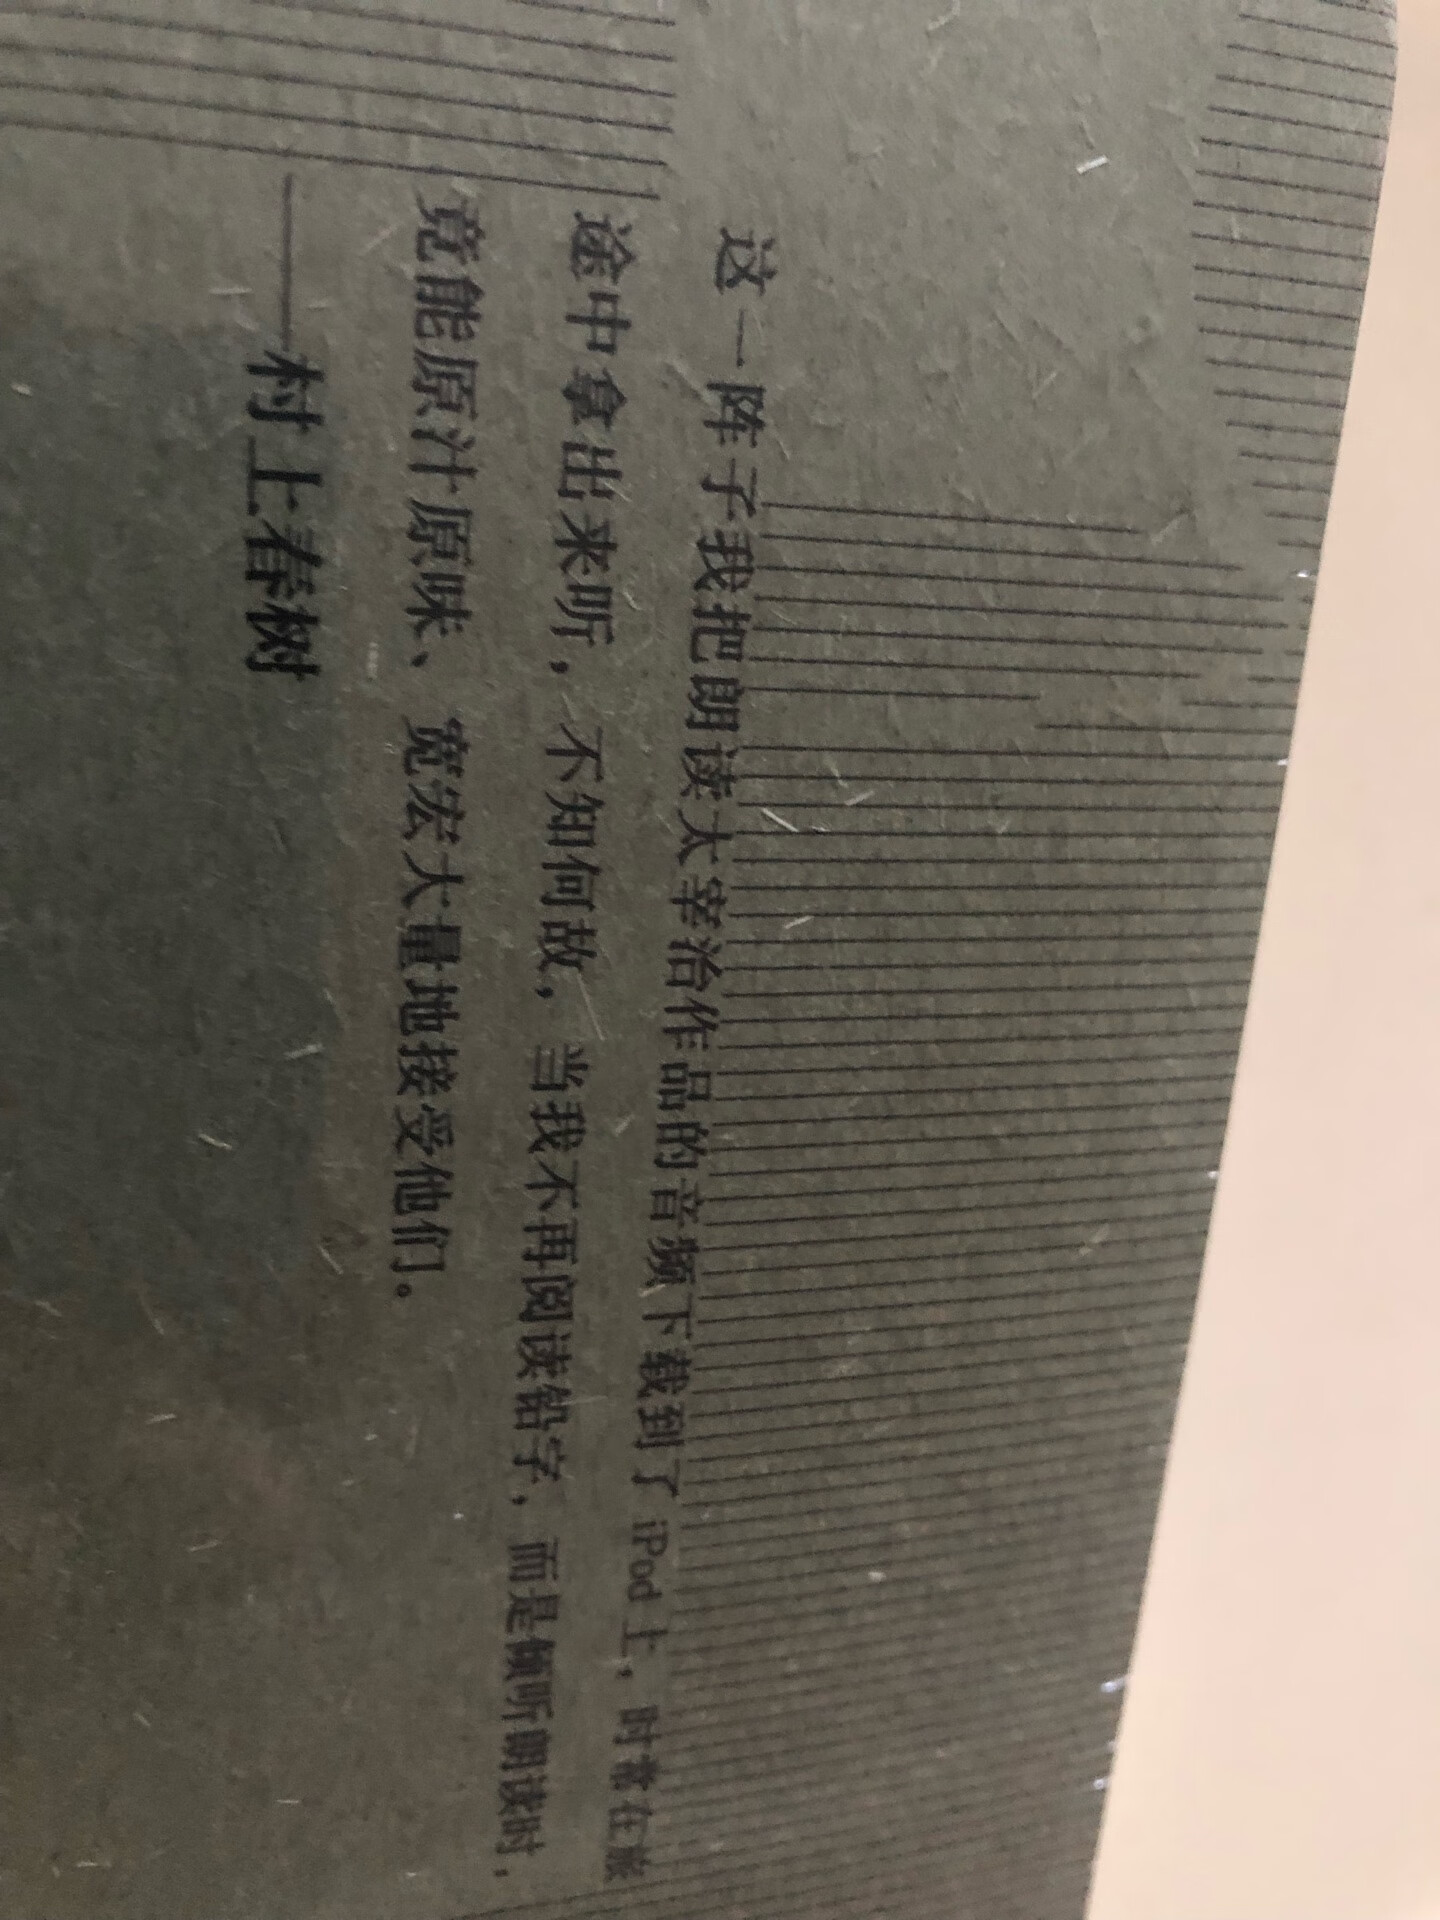 这一阵子我把朗读太宰治作品的音频下载到了 iPod 上，时常在旅
途中拿出来听，不知何故，当我不再阅读铅字，而是倾听朗读时，
竟能原汁原味、宽宏大量地接受他们。
——村上春树